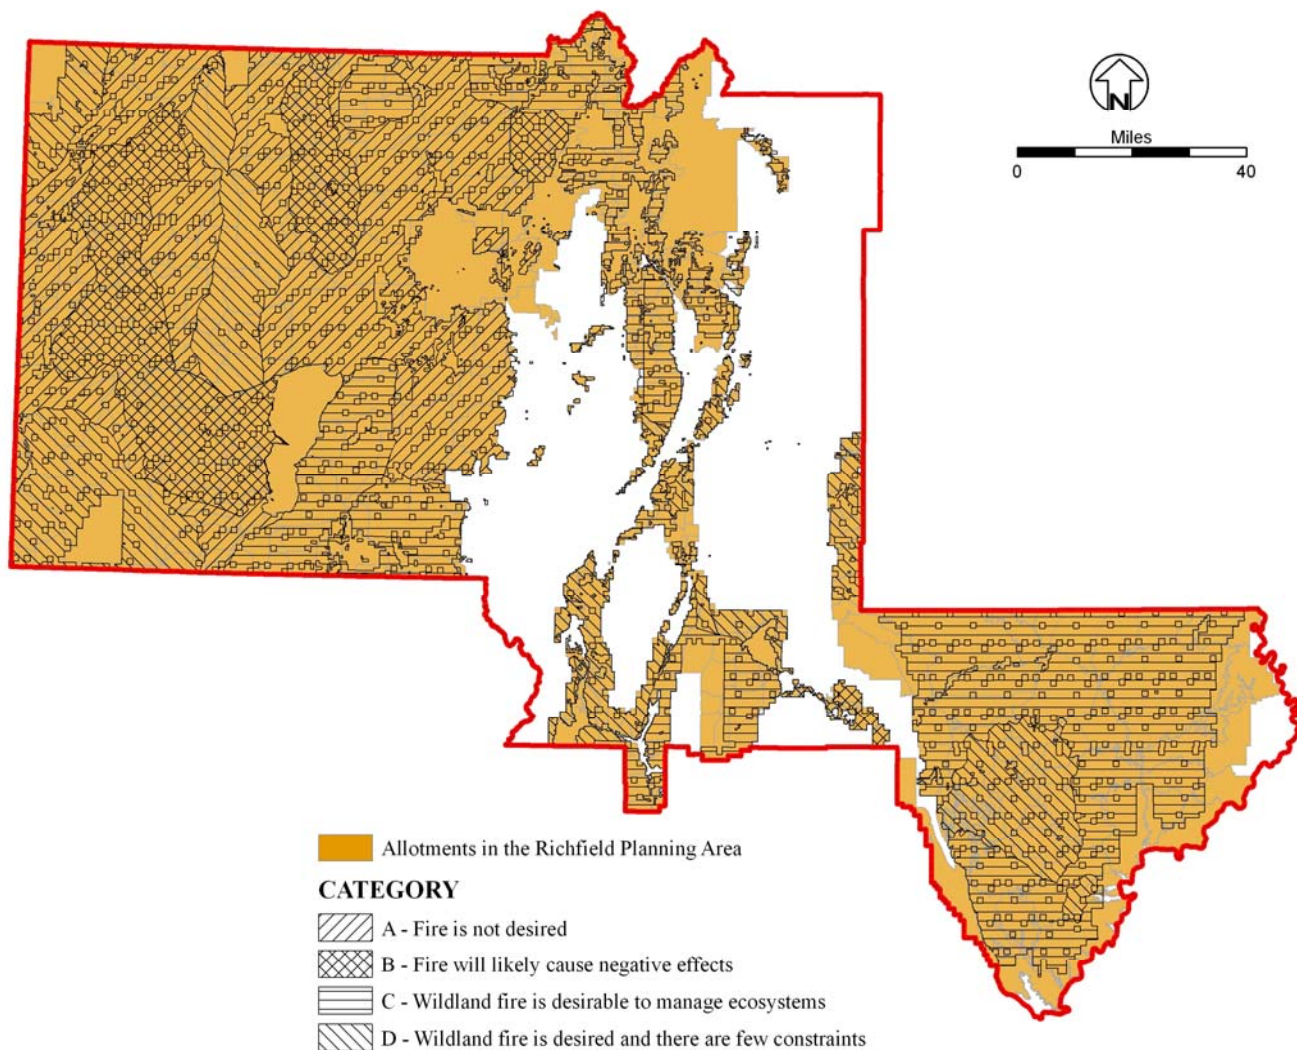 N
Miles
0 40
Allotments in the Richfield Planning Area
CATEGORY
A - Fire is not desired
B - Fire will likely cause negative effects
C - Wildland fire is desirable to manage ecosystems
D - Wildland fire is desired and there are few constraints